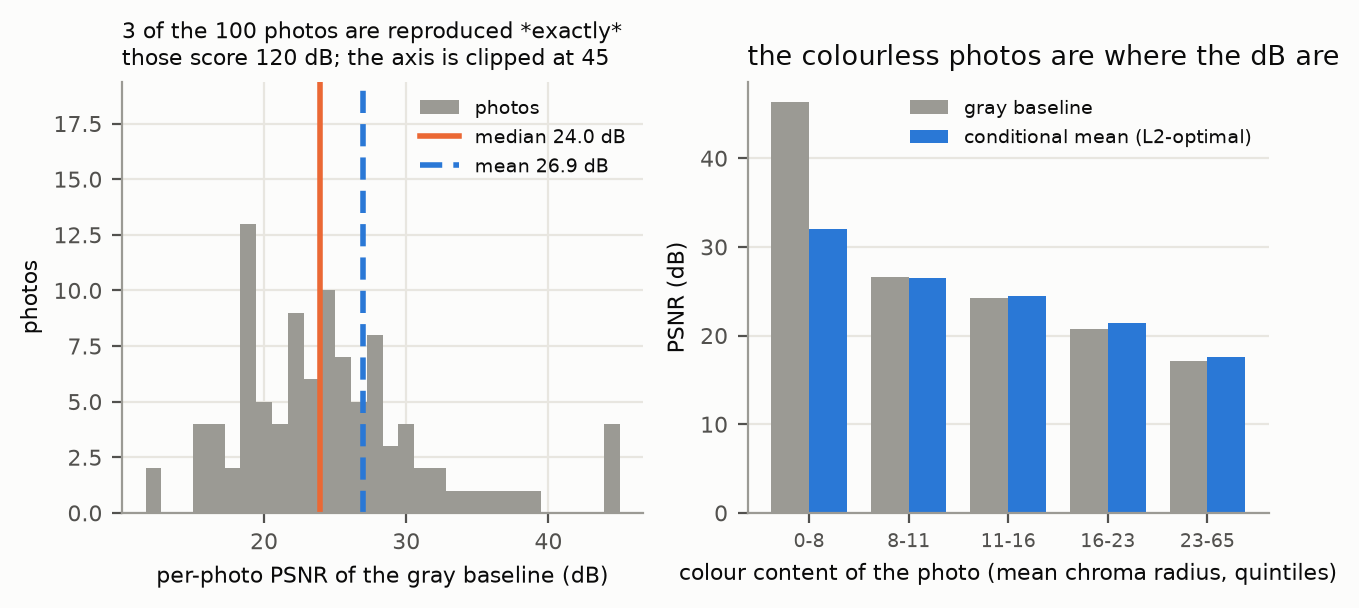 3 of the 100 photos are reproduced *exactly*
those score 120 dB; the axis is clipped at 45
photos
median 24.0 dB
mean 26.9 dB
17.5
15.0
12.5
10.0
7.5
5.0
2.5
0.0
photos
20 30 40
per-photo PSNR of the gray baseline (dB)
the colourless photos are where the dB are
gray baseline
conditional mean (L2-optimal)
40
30
20
10
0
PSNR (dB)
0-8 8-11 11-16 16-23 23-65
colour content of the photo (mean chroma radius, quintiles)